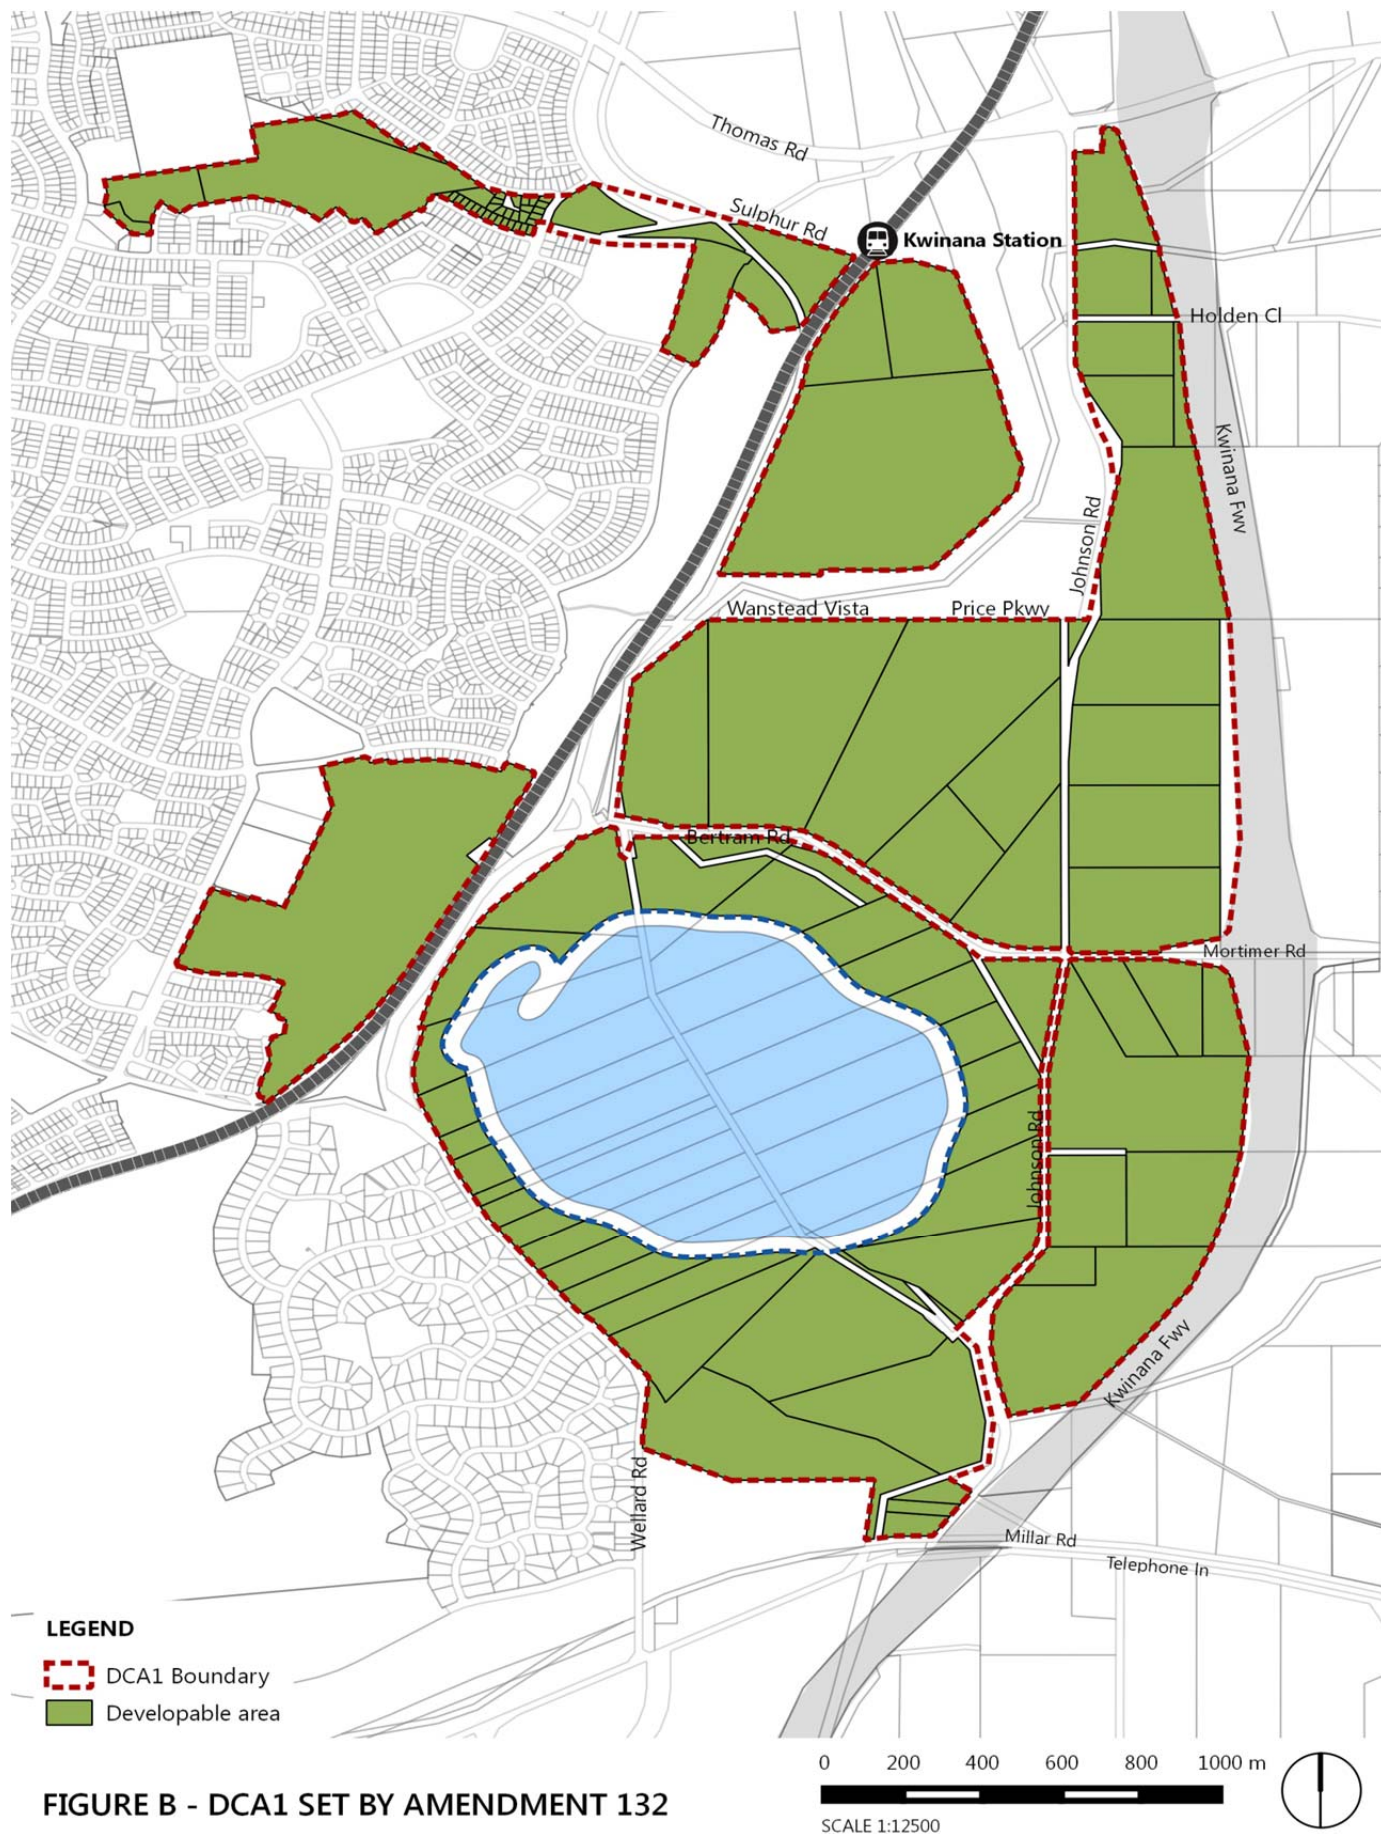 Thomas Rd
Sulphur Rd
Kwinana Station
Holden Cl
Kwinana Fwy
Johnson Rd
Wanstead Vista
Price Pkwy
Bertram Rd
Mortimer Rd
Johnson Rd
Kwinana Fwy
Wellard Rd
Millar Rd
Telephone ln
LEGEND
DCA1 Boundary
Developable area
0 200 400 600 800 1000 m
SCALE 1:12500
FIGURE B - DCA1 SET BY AMENDMENT 132